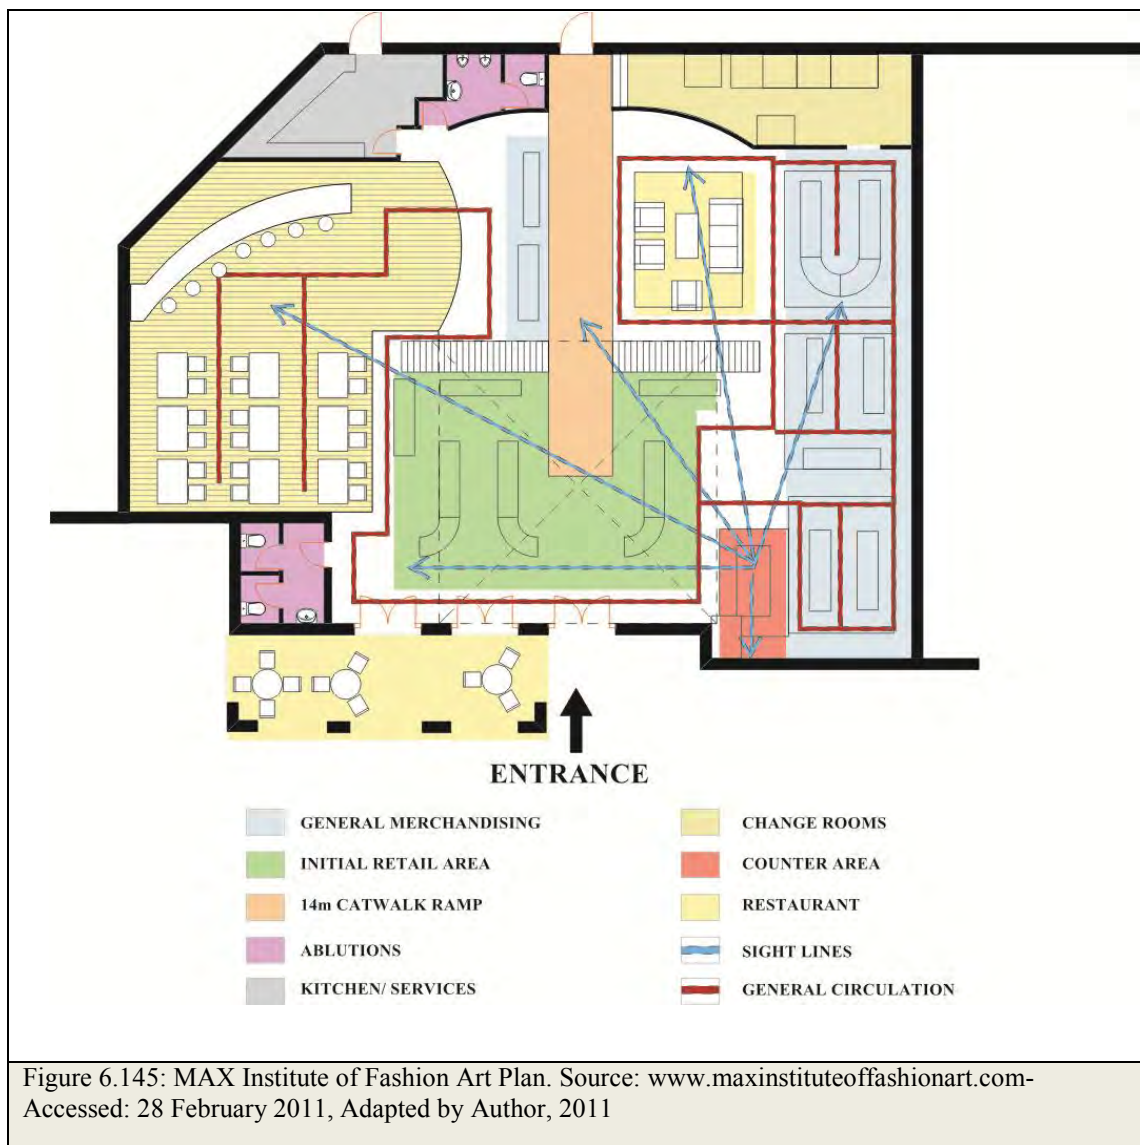 ENTRANCE
GENERAL MERCHANDISING
CHANGE ROOMS
INITIAL RETAIL AREA
COUNTER AREA
14m CATWALK RAMP
RESTAURANT
ABLUTIONS
SIGHT LINES
KITCHEN/ SERVICES
GENERAL CIRCULATION
Figure 6.145: MAX Institute of Fashion Art Plan. Source: www.maxinstituteoffashionart.com-
Accessed: 28 February 2011, Adapted by Author, 2011